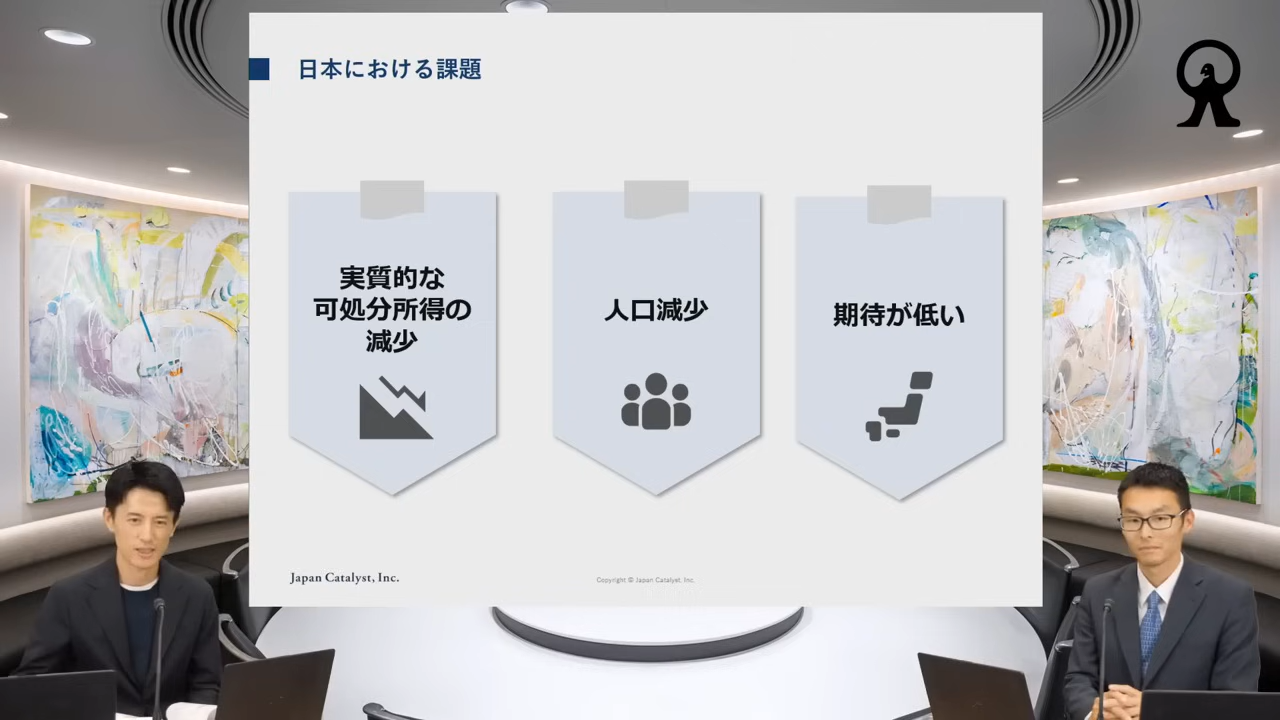 日本における課題
実質的な
可処分所得の
減少
人口減少
期待が低い
Japan Catalyst, Inc.
Copyright © Japan Catalyst, Inc.